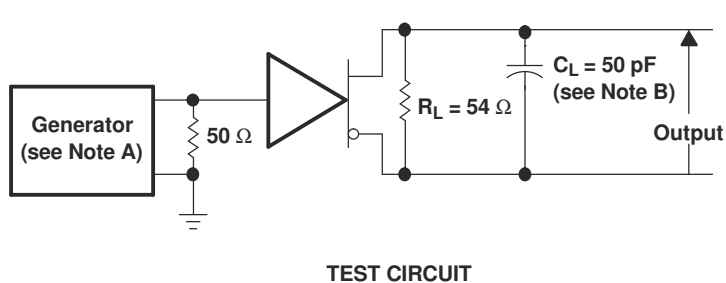 Generator
(see Note A)
50 Ω
R_L = 54 Ω
C_L = 50 pF
(see Note B)
Output
TEST CIRCUIT